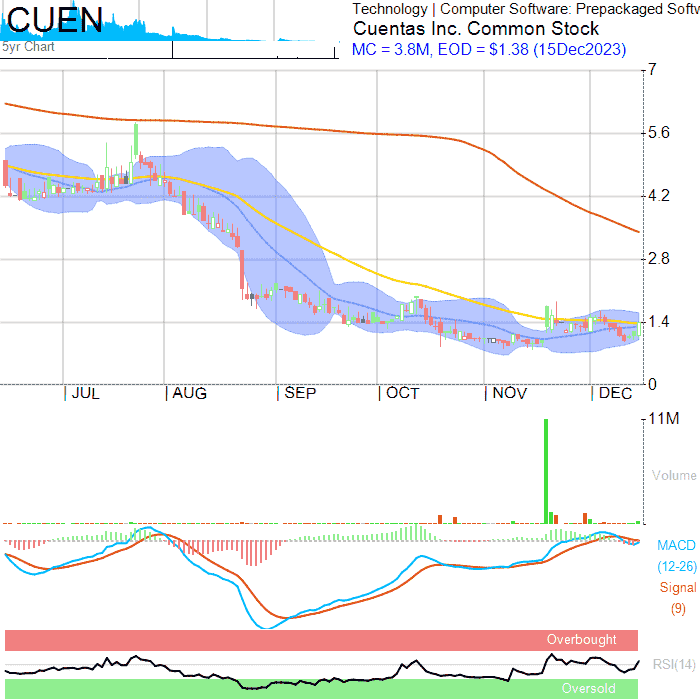 CUEN
5yr Chart
Technology | Computer Software: Prepackaged Softw
Cuentas Inc. Common Stock
MC = 3.8M, EOD = $1.38 (15Dec2023)
7
5.6
4.2
2.8
1.4
0
JUL AUG SEP OCT NOV DEC
11M
Volume
MACD
(12-26)
Signal
(9)
Overbought
RSI(14)
Oversold